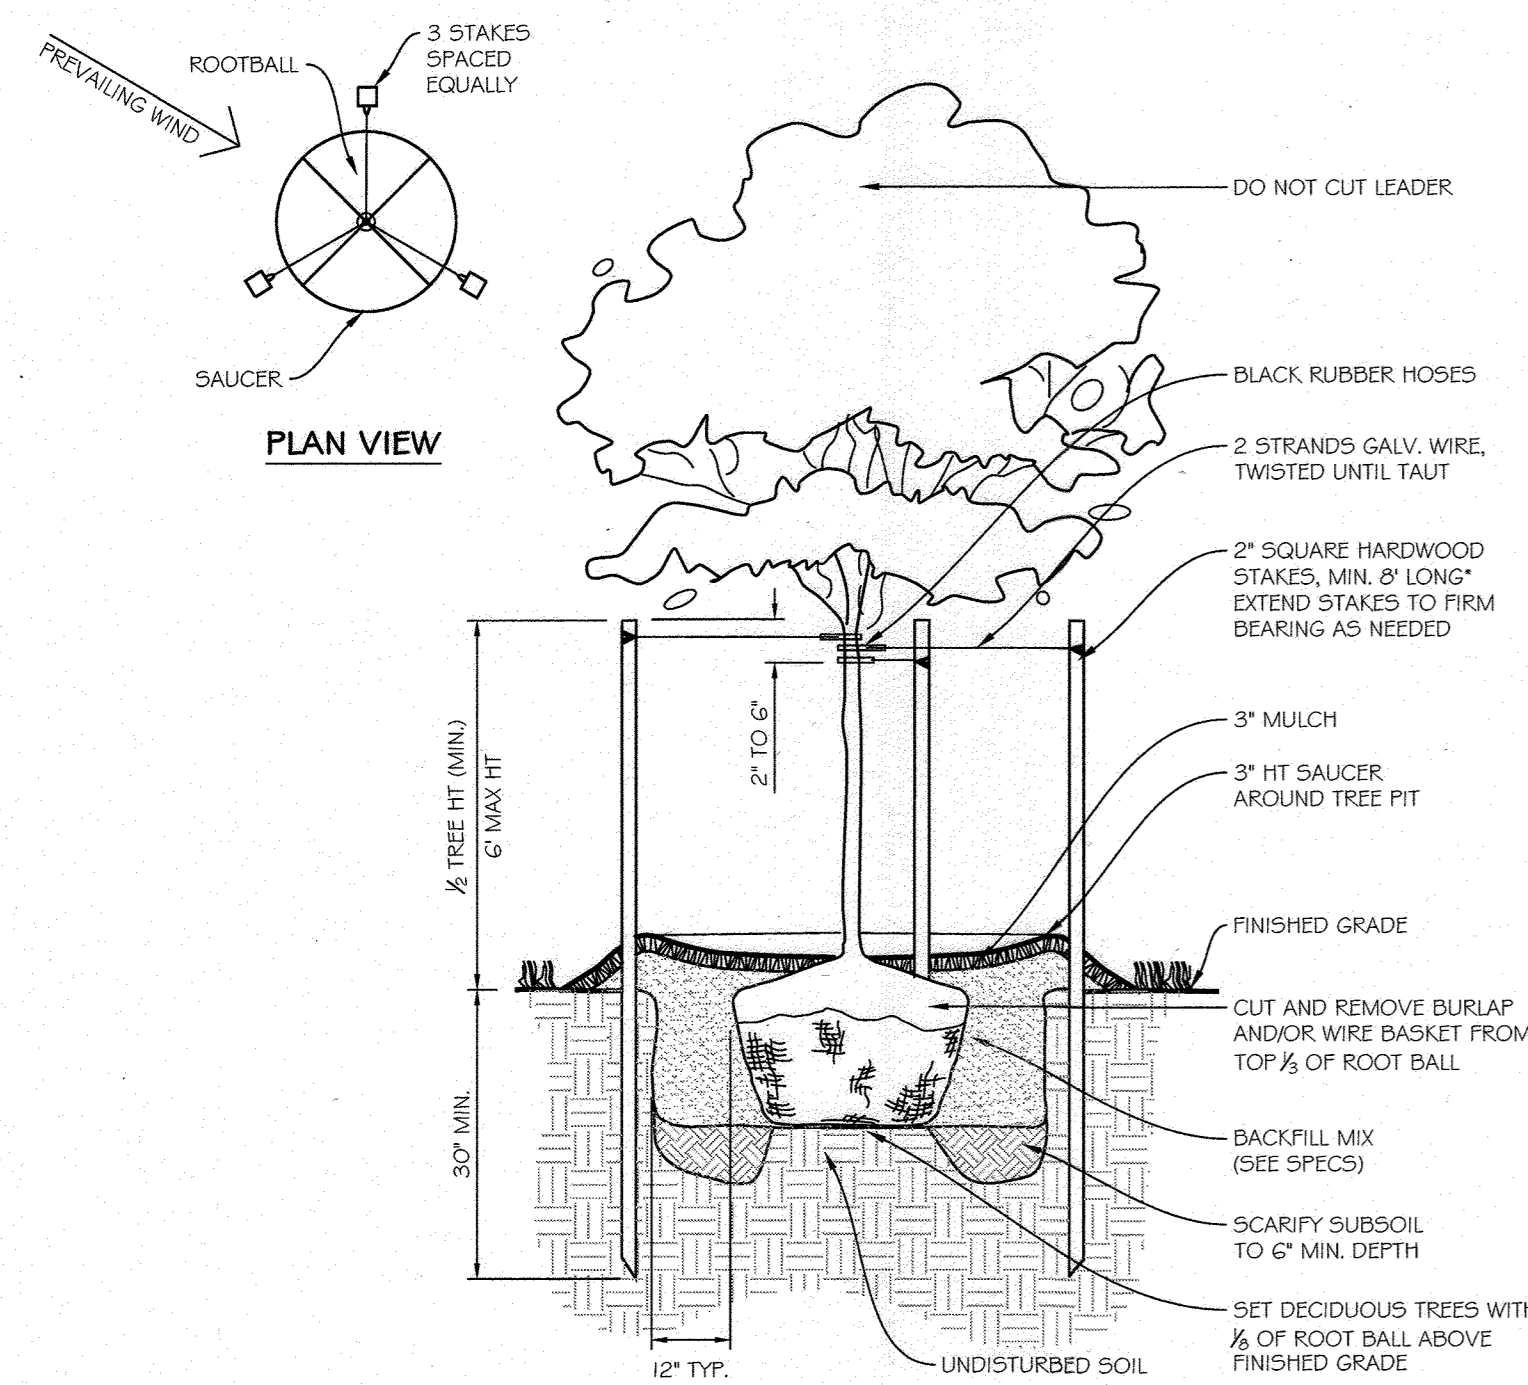 PREVAILING WIND
ROOTBALL
3 STAKES
SPACED
EQUALLY
SAUCER
PLAN VIEW
DO NOT CUT LEADER
BLACK RUBBER HOSES
2 STRANDS GALV. WIRE,
TWISTED UNTIL TAUT
2" SQUARE HARDWOOD
STAKES, MIN. 8' LONG*
EXTEND STAKES TO FIRM
BEARING AS NEEDED
3" MULCH
3" HT SAUCER
AROUND TREE PIT
FINISHED GRADE
CUT AND REMOVE BURLAP
AND/OR WIRE BASKET FROM
TOP ⅓ OF ROOT BALL
BACKFILL MIX
(SEE SPECS)
SCARIFY SUBSOIL
TO 6" MIN. DEPTH
SET DECIDUOUS TREES WITH
⅛ OF ROOT BALL ABOVE
FINISHED GRADE
UNDISTURBED SOIL
12" TYP.
2" TO 6"
½ TREE HT (MIN.)
6' MAX HT
30" MIN.